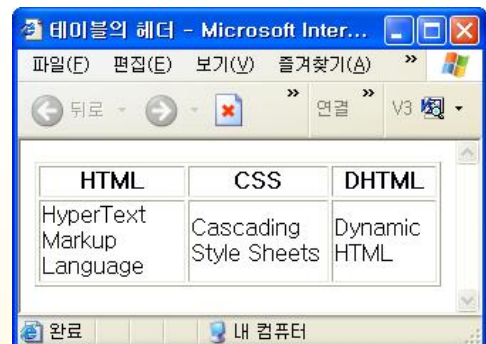 테이블의 헤더 - Microsoft Inter...
파일(F) 편집(E) 보기(V) 즐겨찾기(A) »
뒤로 » 연결 » V3
HTML CSS DHTML
HyperText Markup Language
Cascading Style Sheets
Dynamic HTML
완료 내 컴퓨터